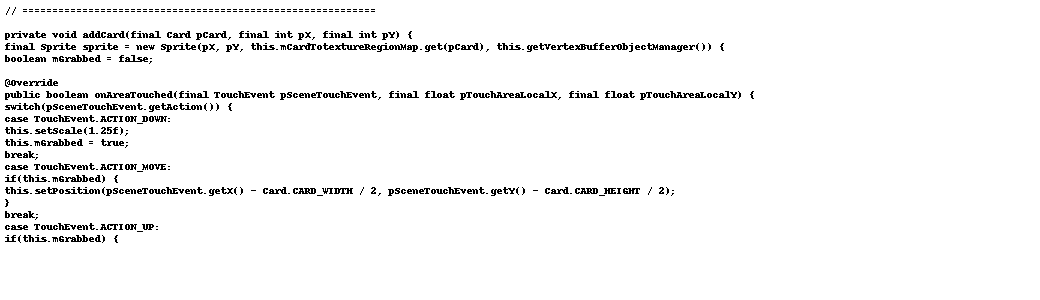 // ===========================================================
private void addCard(final Card pCard, final int pX, final int pY) {
final Sprite sprite = new Sprite(pX, pY, this.mCardTotextureRegionMap.get(pCard), this.getVertexBufferObjectManager()) {
boolean mGrabbed = false;
@Override
public boolean onAreaTouched(final TouchEvent pSceneTouchEvent, final float pTouchAreaLocalX, final float pTouchAreaLocalY) {
switch(pSceneTouchEvent.getAction()) {
case TouchEvent.ACTION_DOWN:
this.setScale(1.25f);
this.mGrabbed = true;
break;
case TouchEvent.ACTION_MOVE:
if(this.mGrabbed) {
this.setPosition(pSceneTouchEvent.getX() - Card.CARD_WIDTH / 2, pSceneTouchEvent.getY() - Card.CARD_HEIGHT / 2);
}
break;
case TouchEvent.ACTION_UP:
if(this.mGrabbed) {